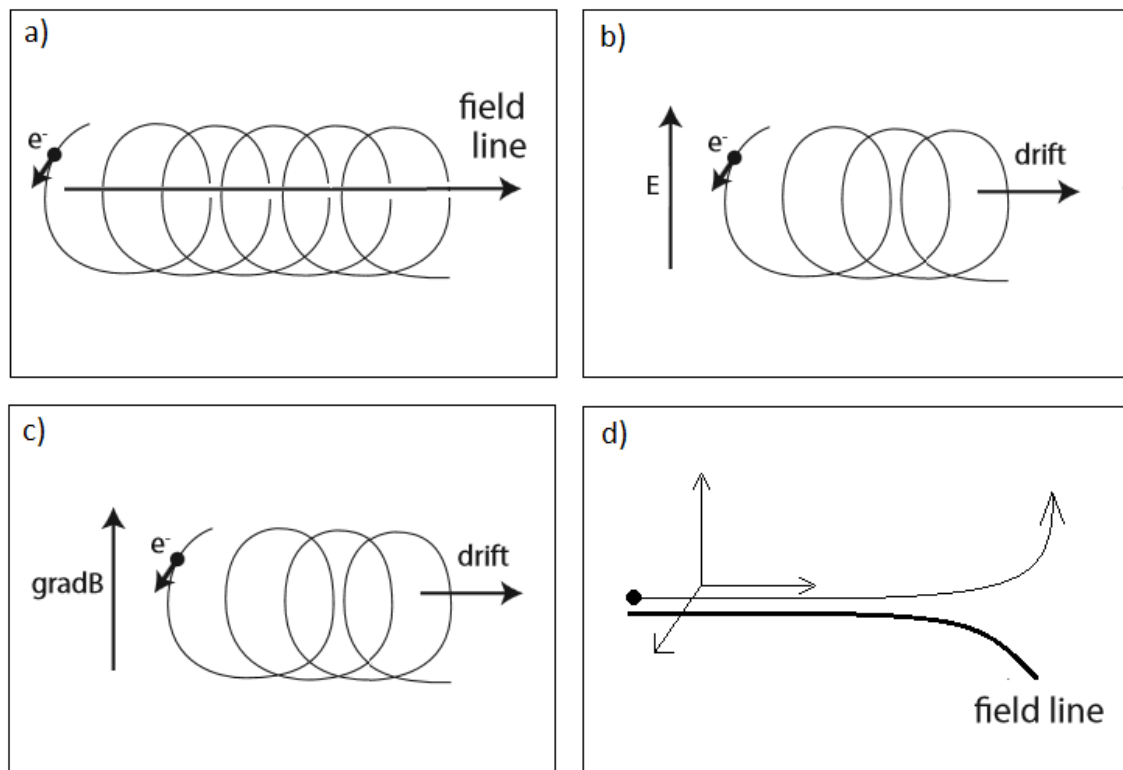 a)
field
line
e-
b)
e-
E
drift
c)
e-
gradB
drift
d)
field line